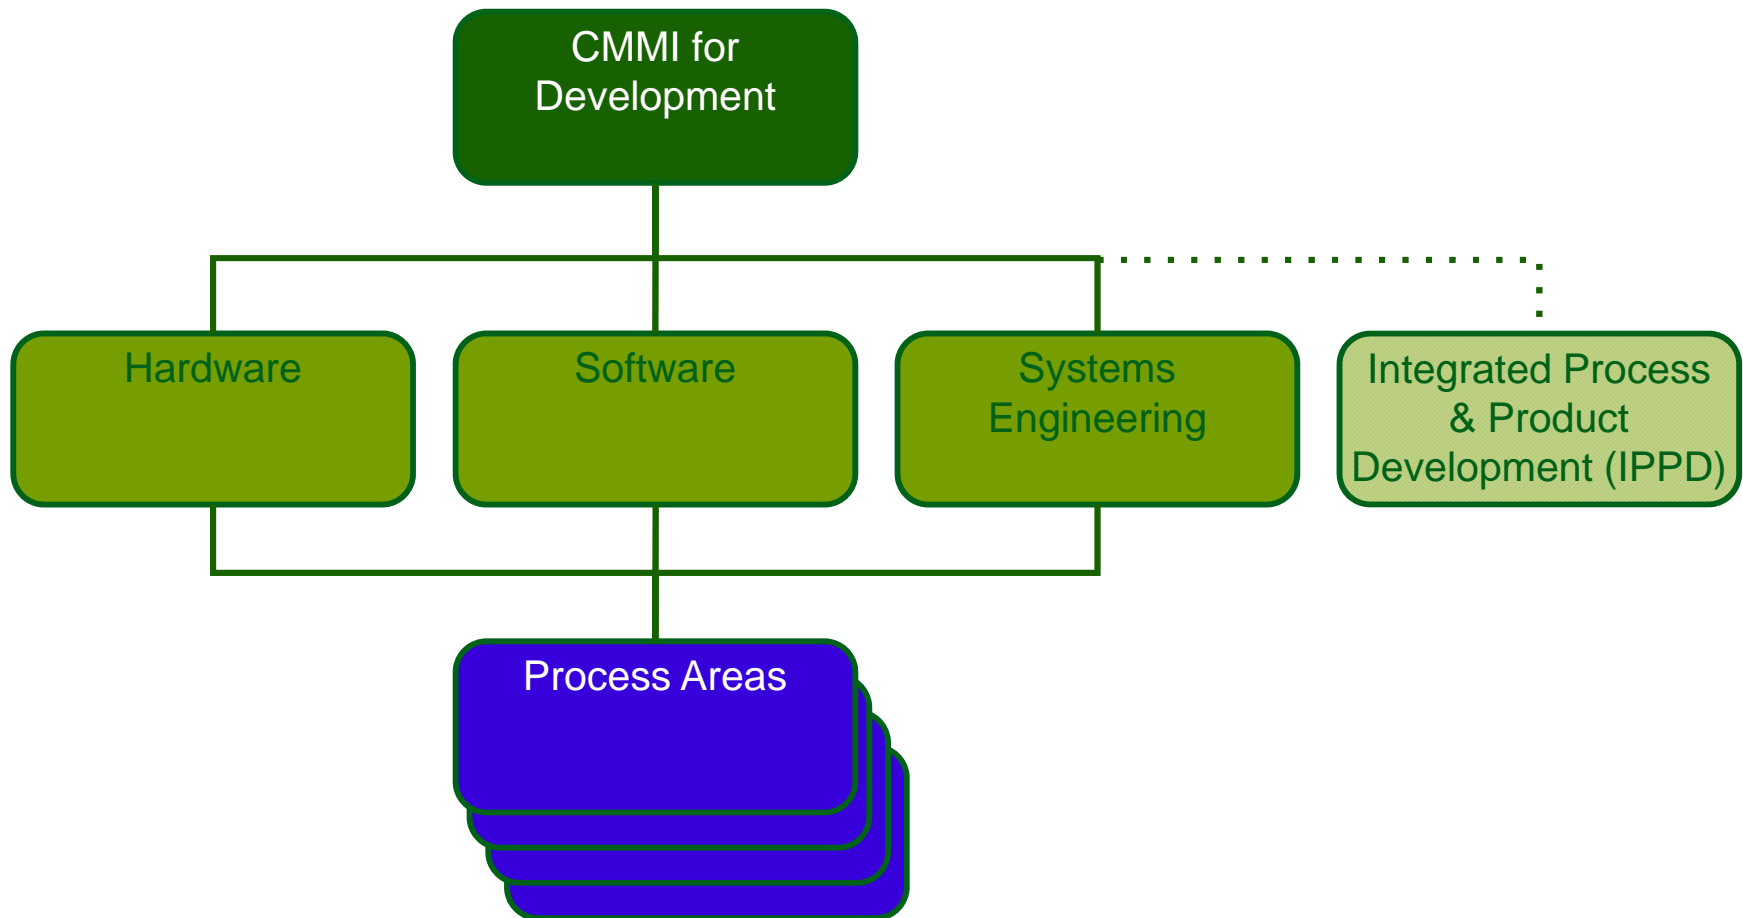 CMMI for
Development
Hardware
Software
Systems
Engineering
Integrated Process
& Product
Development (IPPD)
Process Areas